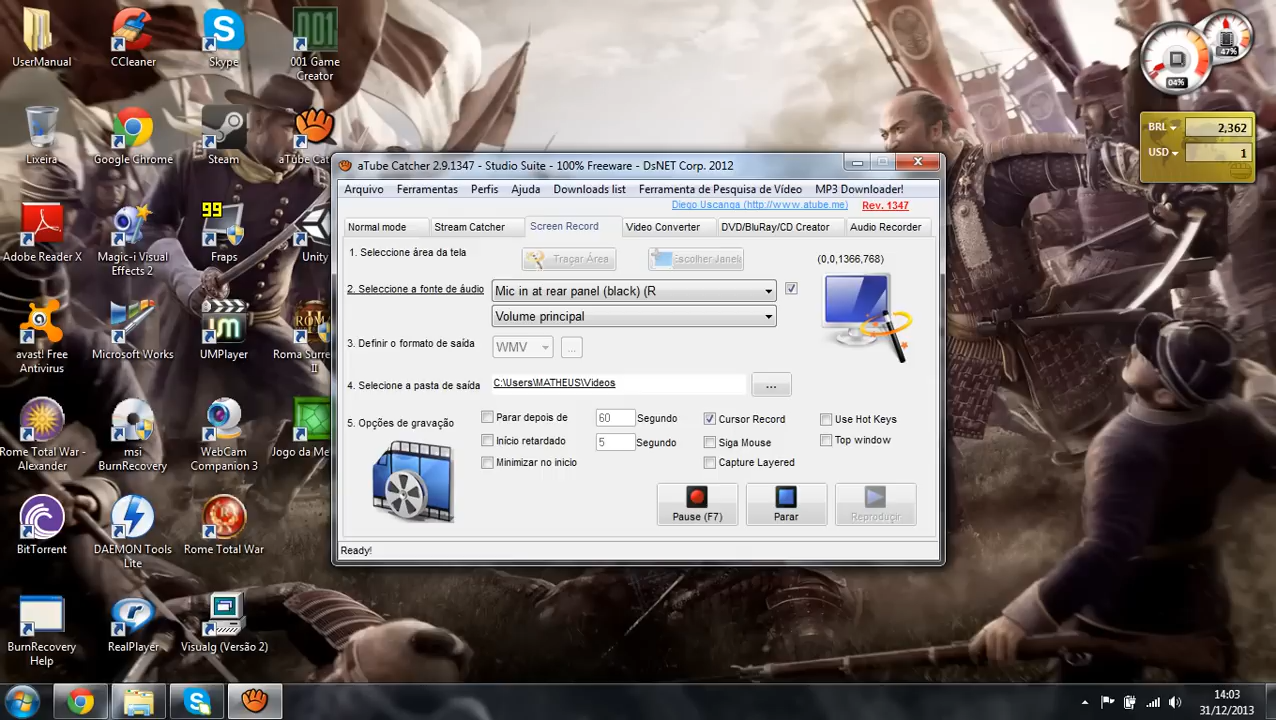 UserManual
CCleaner
Skype
001
001 Game
Creator
Lixeira
Google Chrome
Steam
aTube Cat
99
Adobe Reader X
Magic-i Visual
Effects 2
Fraps
Unity
avast! Free
Antivirus
Microsoft Works
UMPlayer
Roma Surre
II
Rome Total War -
Alexander
msi
BurnRecovery
WebCam
Companion 3
Jogo da Me
BitTorrent
DAEMON Tools
Lite
Rome Total War
BurnRecovery
Help
RealPlayer
Visualg (Versão 2)
47%
04%
BRL 2,362
USD 1
aTube Catcher 2.9.1347 - Studio Suite - 100% Freeware - DsNET Corp. 2012
Arquivo Ferramentas Perfis Ajuda Downloads list Ferramenta de Pesquisa de Vídeo MP3 Downloader!
Diego Uscanga (http://www.atube.me) Rev. 1347
Normal mode Stream Catcher Screen Record Video Converter DVD/BluRay/CD Creator Audio Recorder
1. Seleccione área da tela Traçar Área Escolher Janel (0,0,1366,768)
2. Seleccione a fonte de áudio Mic in at rear panel (black) (R
Volume principal
3. Definir o formato de saída WMV ...
4. Selecione a pasta de saída C:\Users\MATHEUS\Videos ...
5. Opções de gravação Parar depois de 60 Segundo Cursor Record Use Hot Keys
Início retardado 5 Segundo Siga Mouse Top window
Minimizar no inicio Capture Layered
Pause (F7) Parar Reproduçir
Ready!
14:03
31/12/2013